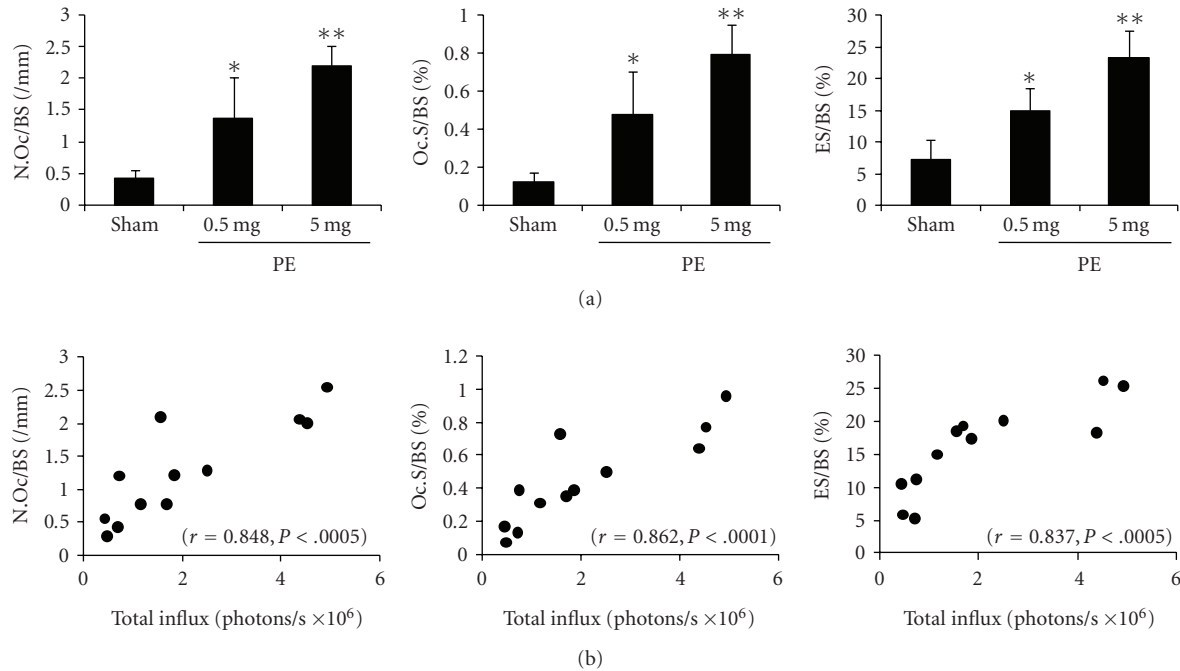 N.Oc/BS (/mm)
3
2.5
2
1.5
1
0.5
0
*
**
Sham
0.5 mg
5 mg
PE
Oc.S/BS (%)
1
0.8
0.6
0.4
0.2
0
*
**
Sham
0.5 mg
5 mg
PE
ES/BS (%)
30
25
20
15
10
5
0
*
**
Sham
0.5 mg
5 mg
PE
(a)
N.Oc/BS (/mm)
3
2.5
2
1.5
1
0.5
0
(r = 0.848, P < .0005)
0
2
4
6
Total influx (photons/s ×10⁶)
Oc.S/BS (%)
1.2
1
0.8
0.6
0.4
0.2
0
(r = 0.862, P < .0001)
0
2
4
6
Total influx (photons/s ×10⁶)
ES/BS (%)
30
25
20
15
10
5
0
(r = 0.837, P < .0005)
0
2
4
6
Total influx (photons/s ×10⁶)
(b)